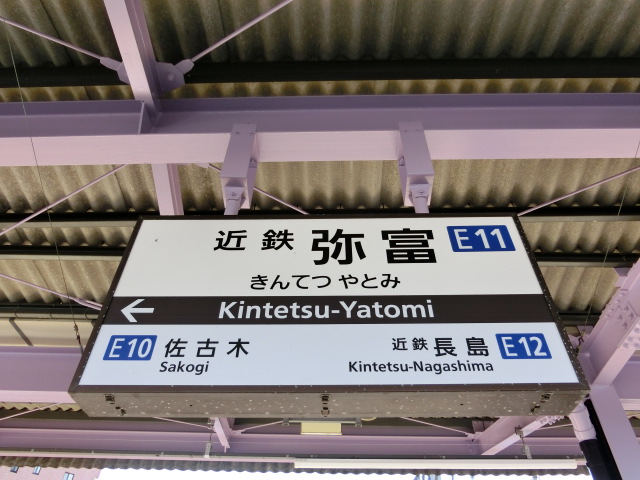 近鉄 弥富 E11
きんてつ やとみ
← Kintetsu-Yatomi
E10 佐古木 近鉄 長島 E12
Sakogi Kintetsu-Nagashima